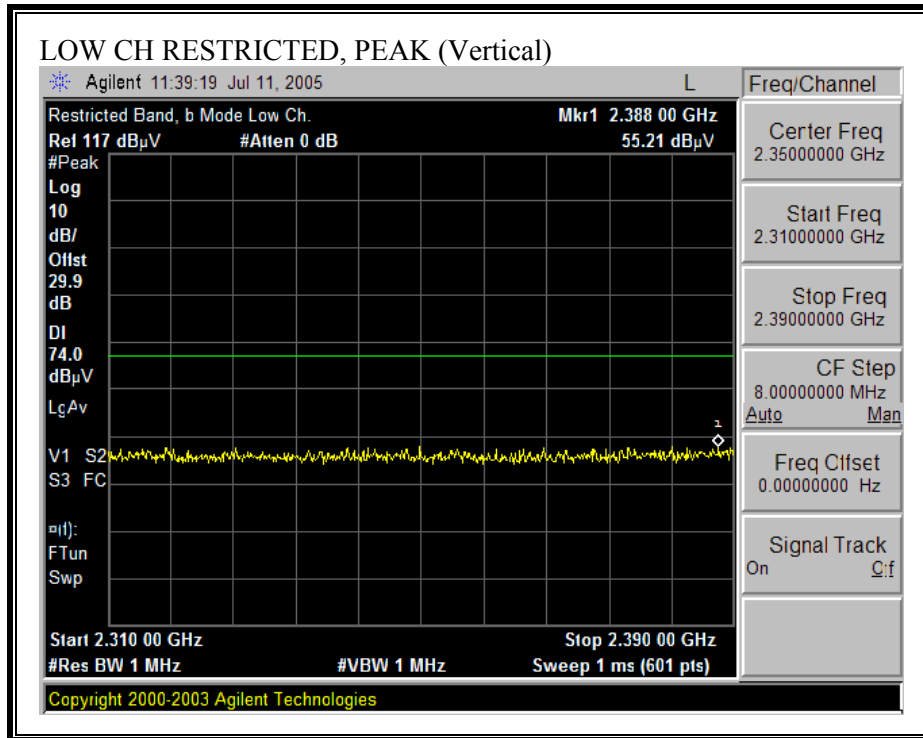 LOW CH RESTRICTED, PEAK (Vertical)
Agilent 11:39:19 Jul 11, 2005 L
Restricted Band, b Mode Low Ch. Mkr1 2.388 00 GHz
Ref 117 dBµV #Atten 0 dB 55.21 dBµV
#Peak
Log
10
dB/
Offst
29.9
dB
DI
74.0
dBµV
LgAv
1
V1 S2
S3 FC
¤(f):
FTun
Swp
Start 2.310 00 GHz Stop 2.390 00 GHz
#Res BW 1 MHz #VBW 1 MHz Sweep 1 ms (601 pts)
Copyright 2000-2003 Agilent Technologies
Freq/Channel
Center Freq
2.35000000 GHz
Start Freq
2.31000000 GHz
Stop Freq
2.39000000 GHz
CF Step
8.00000000 MHz
Auto Man
Freq Offset
0.00000000 Hz
Signal Track
On Off